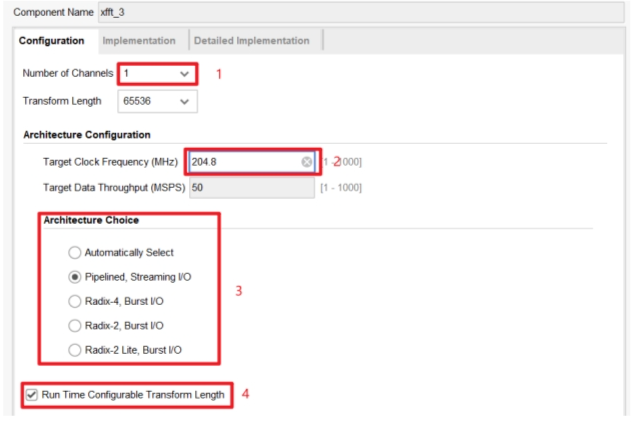 Component Name xfft_3
Configuration Implementation Detailed Implementation
Number of Channels 1 1
Transform Length 65536
Architecture Configuration
Target Clock Frequency (MHz) 204.8 [1 - 1000] 2
Target Data Throughput (MSPS) 50 [1 - 1000]
Architecture Choice
Automatically Select
Pipelined, Streaming I/O
Radix-4, Burst I/O
3
Radix-2, Burst I/O
Radix-2 Lite, Burst I/O
Run Time Configurable Transform Length 4